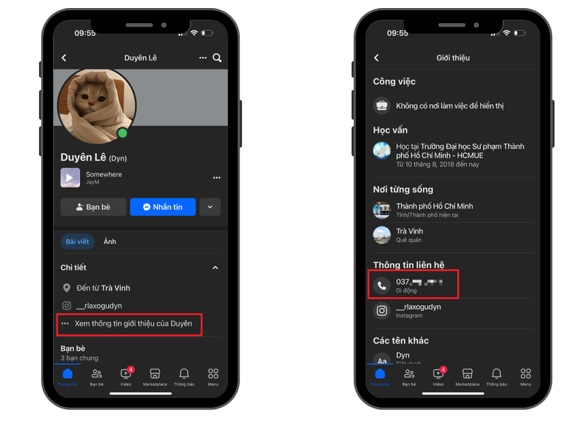 09:55
Duyên Lê
Duyên Lê (Dyn)
Somewhere
JayM
Bạn bè
Nhắn tin
Bài viết
Ảnh
Chi tiết
Đến từ Trà Vinh
__rlaxogudyn
Xem thông tin giới thiệu của Duyên
Bạn bè
3 bạn chung
4
Trang chủ
Bạn bè
Video
Marketplace
Thông báo
Menu
09:55
Giới thiệu
Công việc
Không có nơi làm việc để hiển thị
Học vấn
Học tại Trường Đại học Sư phạm Thành
phố Hồ Chí Minh - HCMUE
Từ 10 tháng 8, 2018 đến nay
Nơi từng sống
Thành phố Hồ Chí Minh
Tỉnh/Thành phố hiện tại
Trà Vinh
Quê quán
Thông tin liên hệ
037
Di động
__rlaxogudyn
Instagram
Các tên khác
Aa
Dyn
4
Trang chủ
Bạn bè
Video
Marketplace
Thông báo
Menu